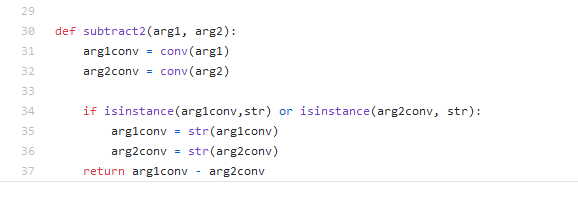 29
30 def subtract2(arg1, arg2):
31     arg1conv = conv(arg1)
32     arg2conv = conv(arg2)
33
34     if isinstance(arg1conv,str) or isinstance(arg2conv, str):
35         arg1conv = str(arg1conv)
36         arg2conv = str(arg2conv)
37     return arg1conv - arg2conv